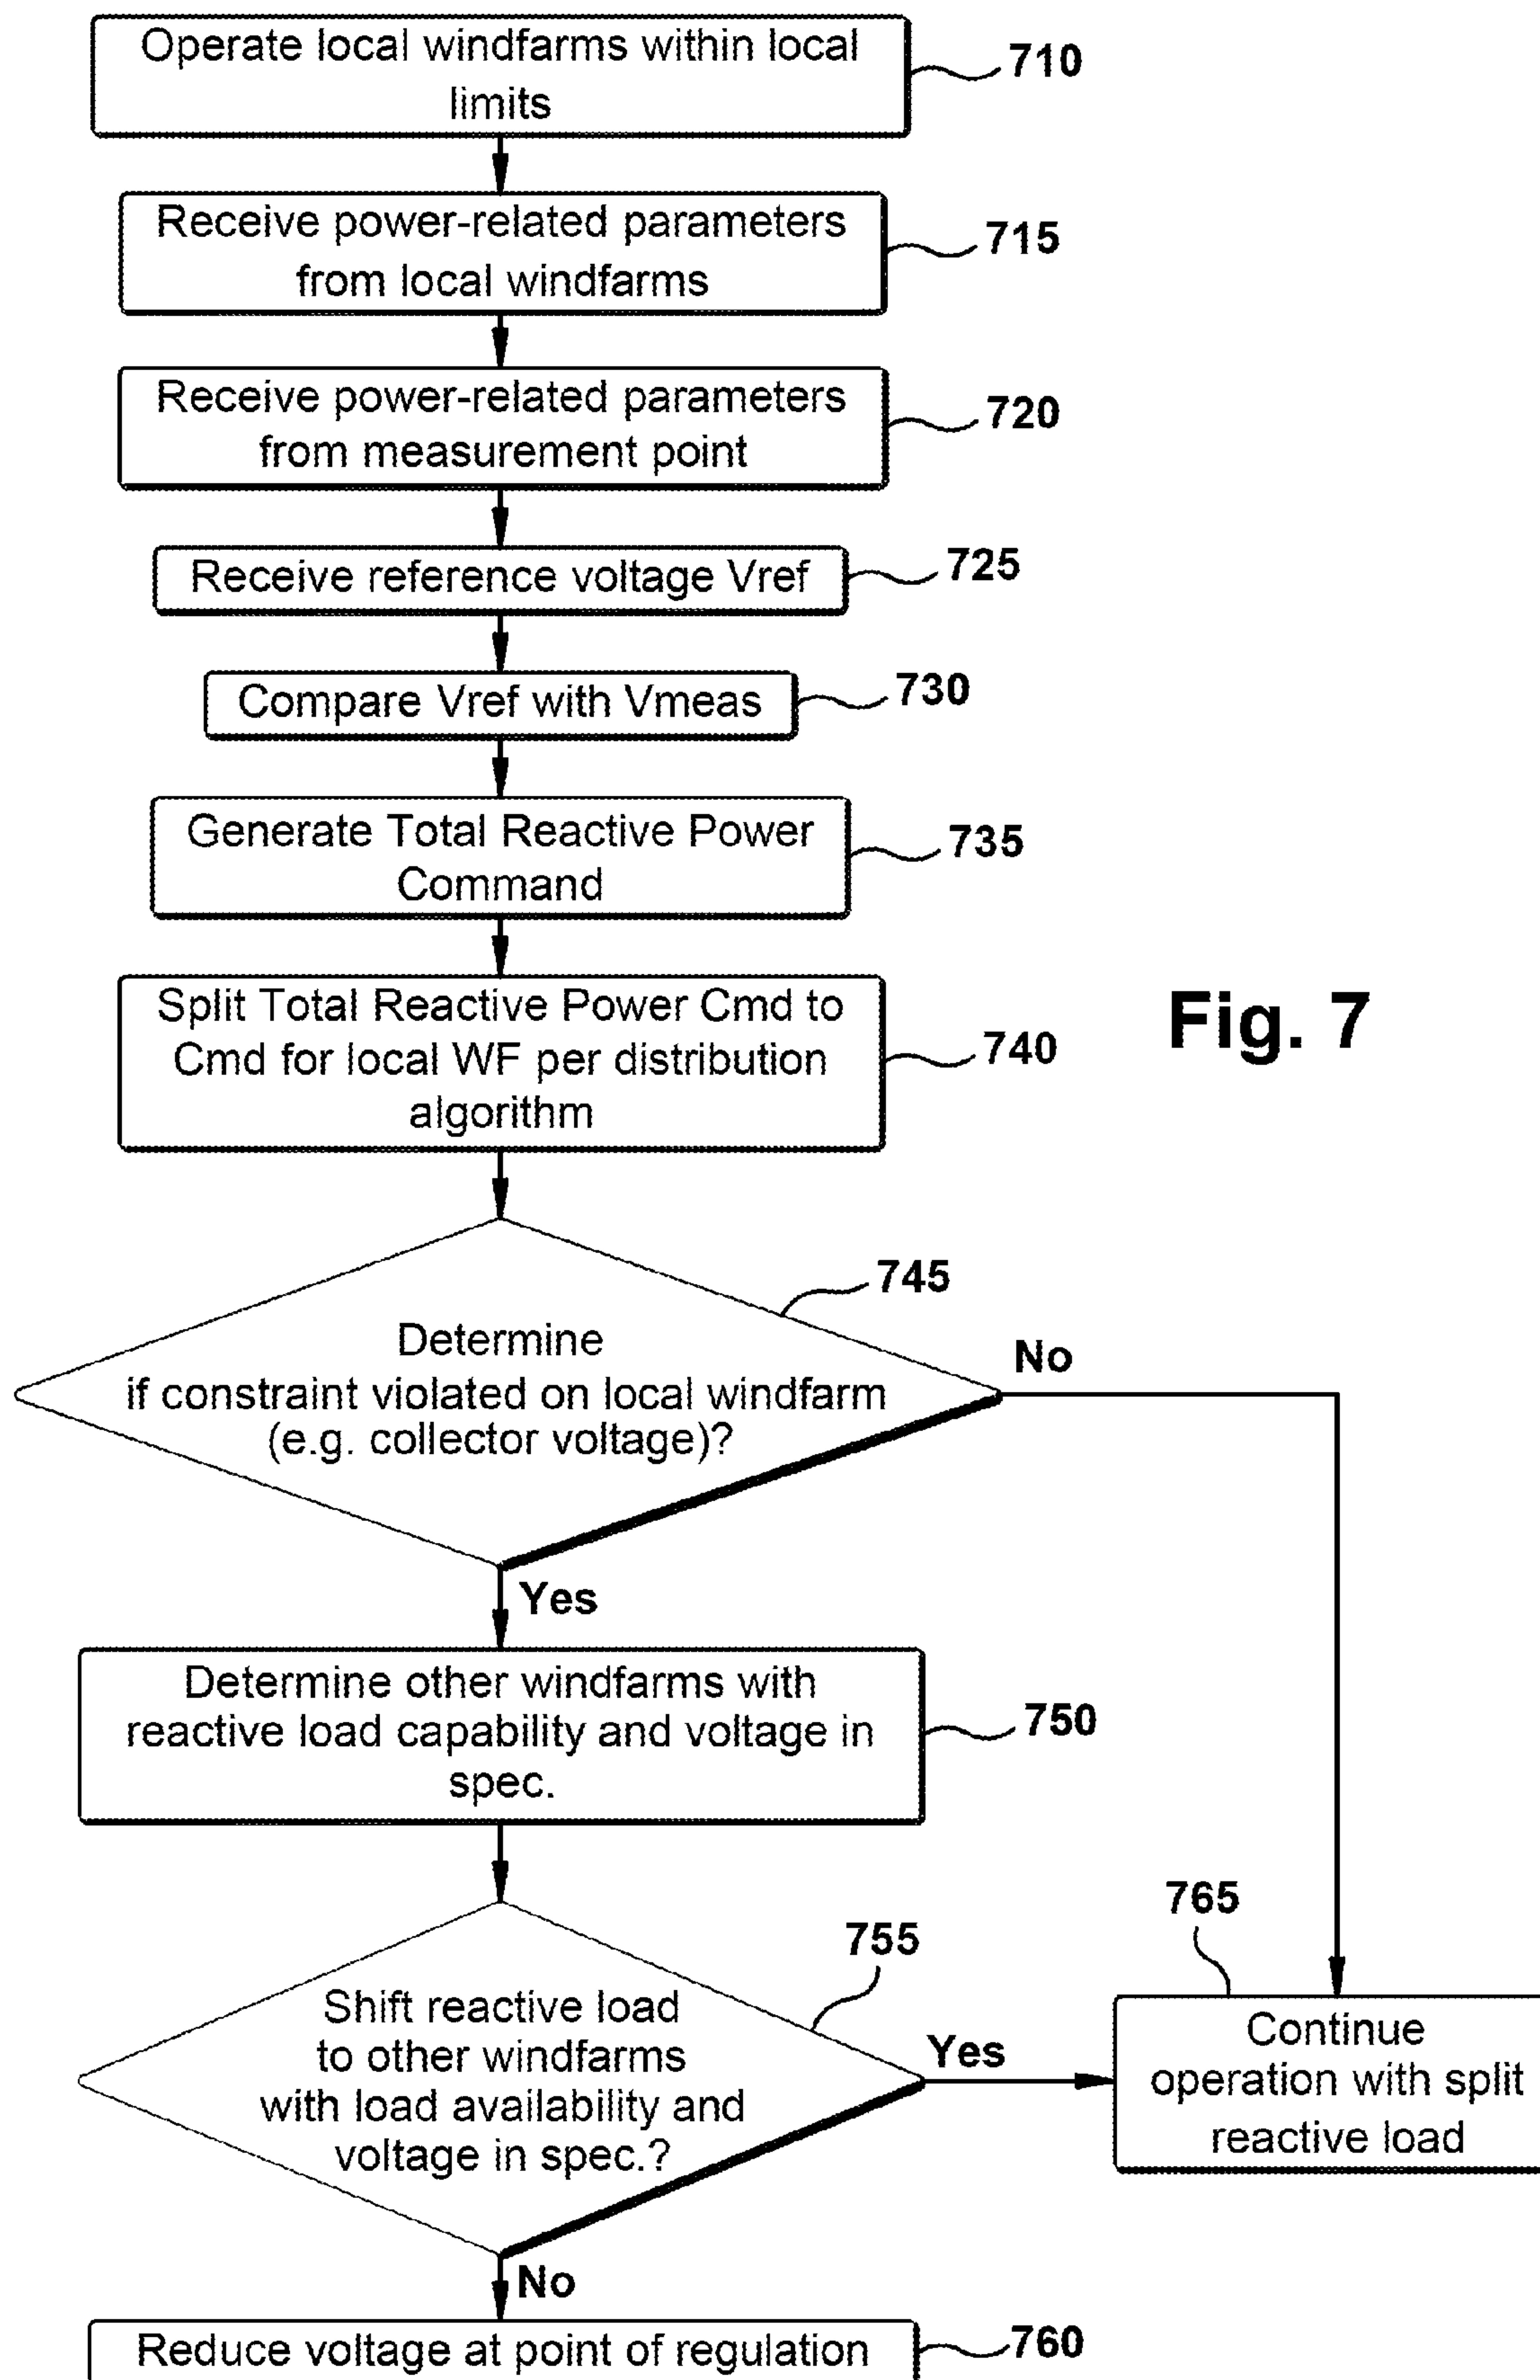 Operate local windfarms within local
limits
710
Receive power-related parameters
from local windfarms
715
Receive power-related parameters
from measurement point
720
Receive reference voltage Vref
725
Compare Vref with Vmeas
730
Generate Total Reactive Power
Command
735
Split Total Reactive Power Cmd to
Cmd for local WF per distribution
algorithm
740
Fig. 7
745
Determine
if constraint violated on local windfarm
(e.g. collector voltage)?
No
Yes
Determine other windfarms with
reactive load capability and voltage in
spec.
750
755
Shift reactive load
to other windfarms
with load availability and
voltage in spec.?
Yes
765
Continue
operation with split
reactive load
No
Reduce voltage at point of regulation
760